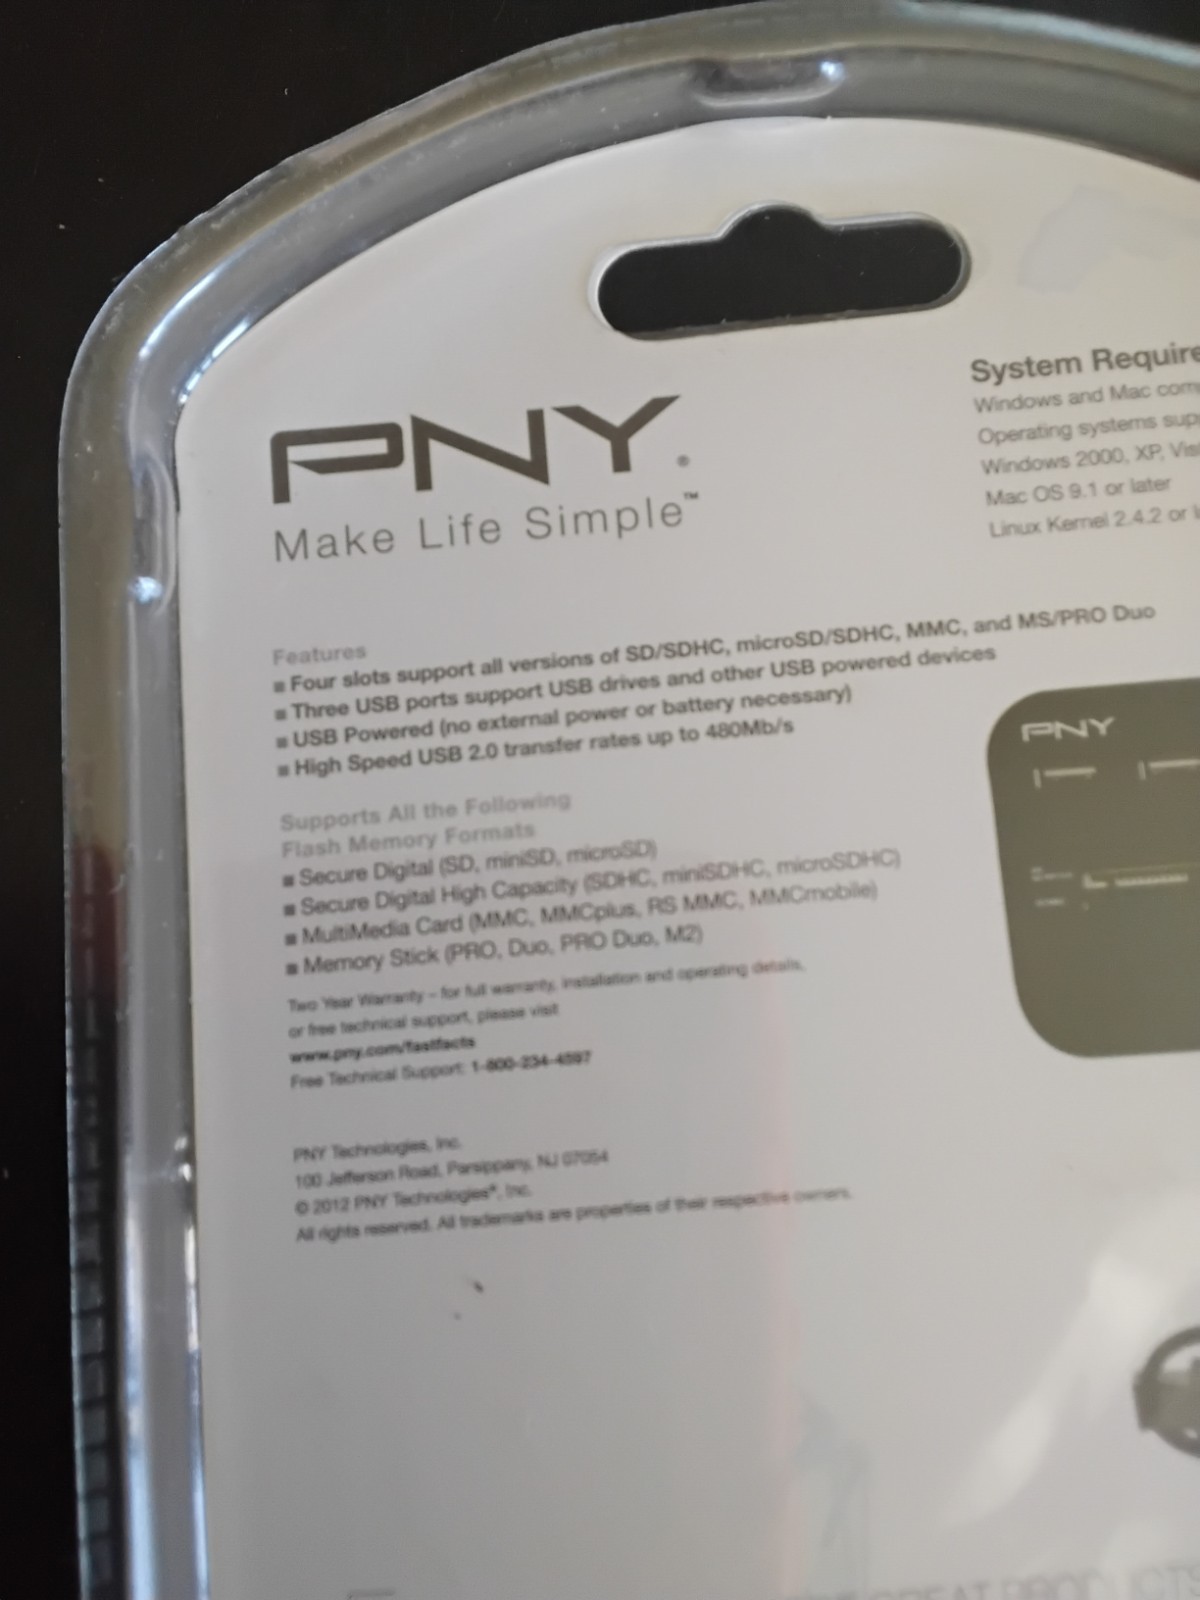 PNY®
Make Life Simple™
System Require
Windows and Mac com
Operating systems sup
Windows 2000, XP, Vis
Mac OS 9.1 or later
Linux Kernel 2.4.2 or l
Features
▪ Four slots support all versions of SD/SDHC, microSD/SDHC, MMC, and MS/PRO Duo
▪ Three USB ports support USB drives and other USB powered devices
▪ USB Powered (no external power or battery necessary)
▪ High Speed USB 2.0 transfer rates up to 480Mb/s
PNY
Supports All the Following
Flash Memory Formats
▪ Secure Digital (SD, miniSD, microSD)
▪ Secure Digital High Capacity (SDHC, miniSDHC, microSDHC)
▪ MultiMedia Card (MMC, MMCplus, RS MMC, MMCmobile)
▪ Memory Stick (PRO, Duo, PRO Duo, M2)
Two Year Warranty – for full warranty, installation and operating details,
or free technical support, please visit
www.pny.com/fastfacts
Free Technical Support: 1-800-234-4597
PNY Technologies, Inc.
100 Jefferson Road, Parsippany, NJ 07054
© 2012 PNY Technologies®, Inc.
All rights reserved. All trademarks are properties of their respective owners.
GREAT PRODUCTS